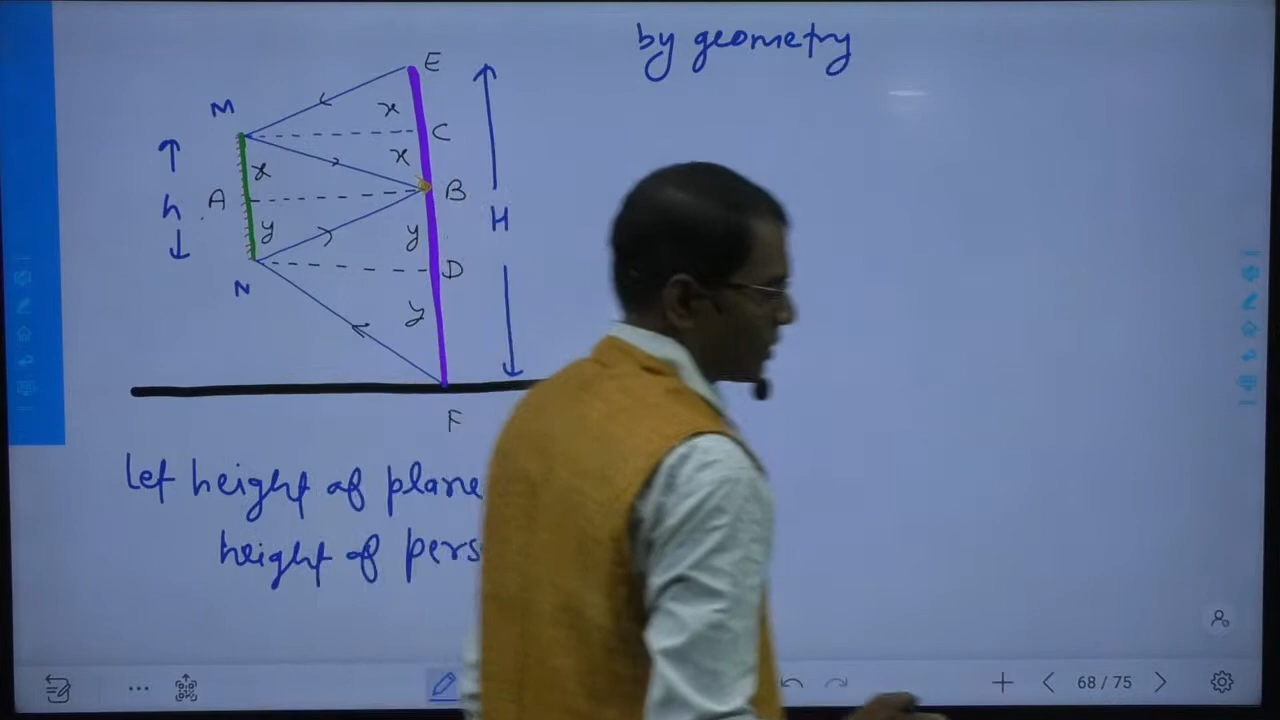 by geometry
E
M
x
C
x
x
A
B
h
H
y
y
N
D
y
F
let height of plane
height of pers
68/75